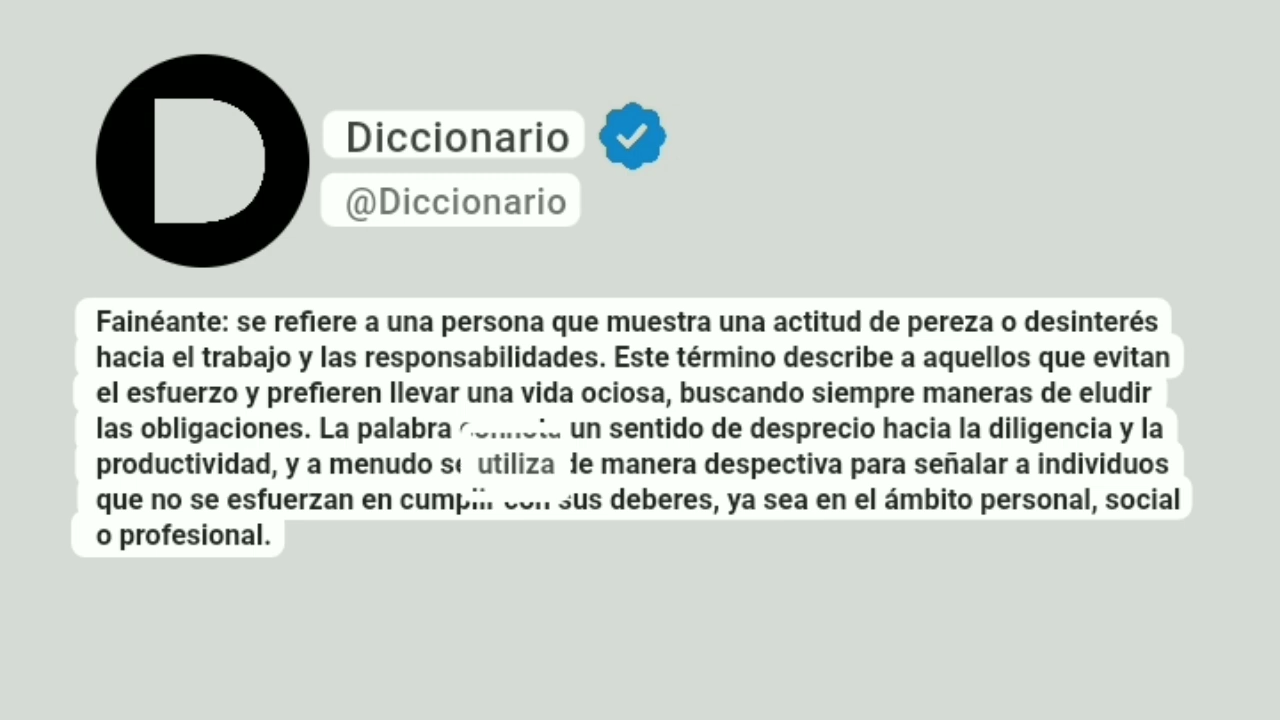 D
Diccionario
@Diccionario
Fainéante: se refiere a una persona que muestra una actitud de pereza o desinterés
hacia el trabajo y las responsabilidades. Este término describe a aquellos que evitan
el esfuerzo y prefieren llevar una vida ociosa, buscando siempre maneras de eludir
las obligaciones. La palabra un sentido de desprecio hacia la diligencia y la
productividad, y a menudo se utiliza de manera despectiva para señalar a individuos
que no se esfuerzan en cumplir con sus deberes, ya sea en el ámbito personal, social
o profesional.